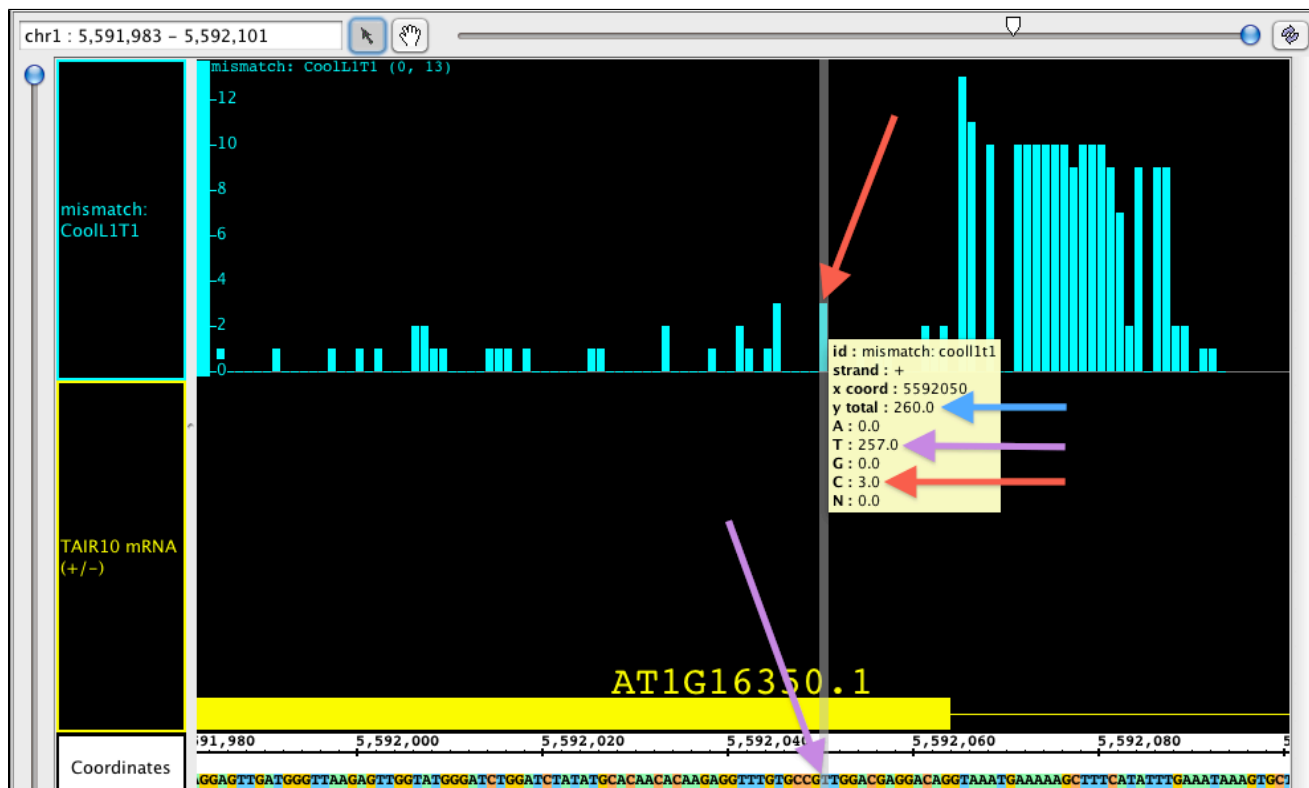 chr1 : 5,591,983 – 5,592,101
mismatch: CoolL1T1 (0, 13)
12
10
8
6
4
2
0
mismatch:
CoolL1T1
id : mismatch: cooll1t1
strand : +
x coord : 5592050
y total : 260.0
A : 0.0
T : 257.0
G : 0.0
C : 3.0
N : 0.0
TAIR10 mRNA
(+/-)
AT1G16350.1
591,980 5,592,000 5,592,020 5,592,040 5,592,060 5,592,080
Coordinates
AGGAGTTGATGGGTTAAGAGTTGGTATGGGATCTGGATCTATATGCACAACACAAGAGGTTTGTGCCGTTGGACGAGGACAGGTAAATGAAAAAGCTTTCATATTTGAAATAAAGTGCT